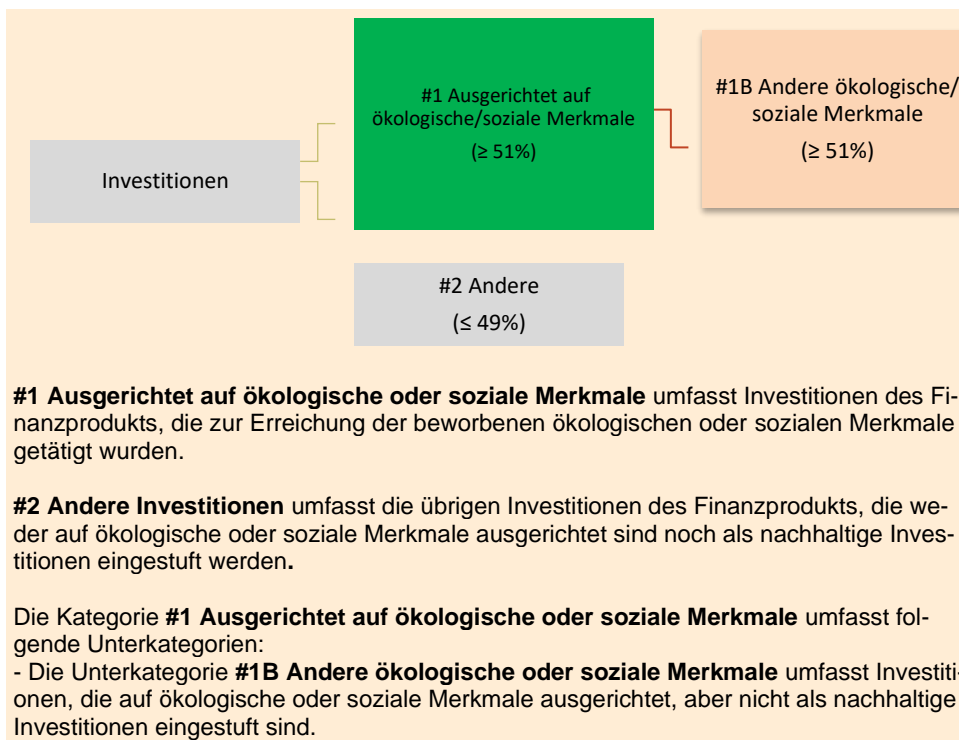 Investitionen
#1 Ausgerichtet auf
ökologische/soziale Merkmale
(≥ 51%)
#1B Andere ökologische/
soziale Merkmale
(≥ 51%)
#2 Andere
(≤ 49%)
#1 Ausgerichtet auf ökologische oder soziale Merkmale umfasst Investitionen des Fi-
nanzprodukts, die zur Erreichung der beworbenen ökologischen oder sozialen Merkmale
getätigt wurden.
#2 Andere Investitionen umfasst die übrigen Investitionen des Finanzprodukts, die we-
der auf ökologische oder soziale Merkmale ausgerichtet sind noch als nachhaltige Inves-
titionen eingestuft werden.
Die Kategorie #1 Ausgerichtet auf ökologische oder soziale Merkmale umfasst fol-
gende Unterkategorien:
- Die Unterkategorie #1B Andere ökologische oder soziale Merkmale umfasst Investiti-
onen, die auf ökologische oder soziale Merkmale ausgerichtet, aber nicht als nachhaltige
Investitionen eingestuft sind.